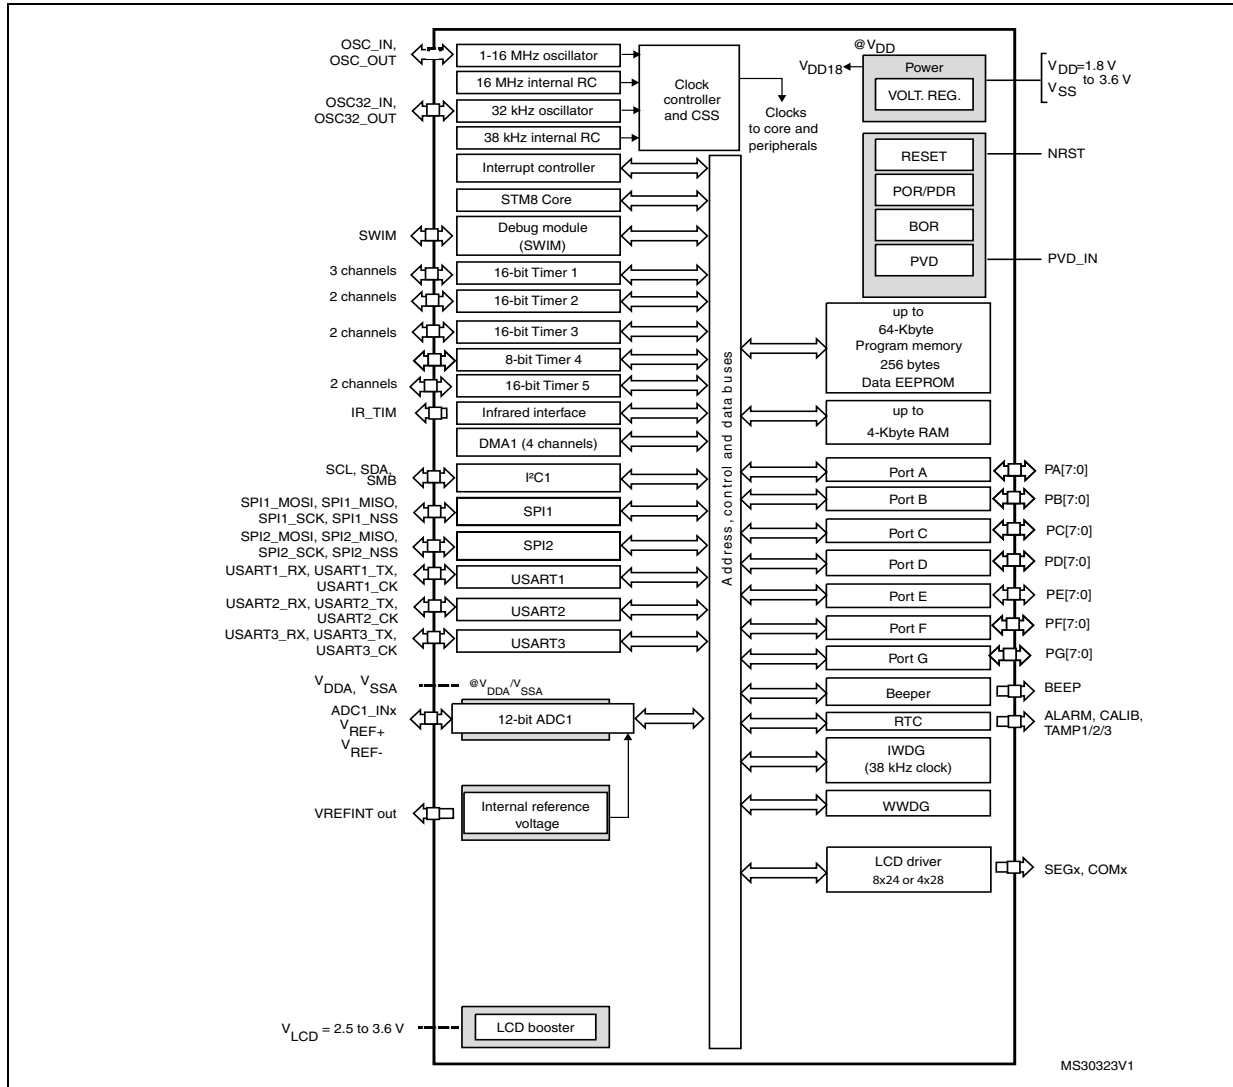 OSC_IN,
OSC_OUT
1-16 MHz oscillator
16 MHz internal RC
OSC32_IN,
OSC32_OUT
32 kHz oscillator
38 kHz internal RC
Clock
controller
and CSS
Clocks
to core and
peripherals
@VDD
VDD18
Power
VOLT. REG.
VDD=1.8 V
to 3.6 V
VSS
RESET
NRST
POR/PDR
BOR
PVD
PVD_IN
Interrupt controller
STM8 Core
SWIM
Debug module
(SWIM)
3 channels
16-bit Timer 1
2 channels
16-bit Timer 2
2 channels
16-bit Timer 3
8-bit Timer 4
2 channels
16-bit Timer 5
IR_TIM
Infrared interface
DMA1 (4 channels)
SCL, SDA,
SMB
I²C1
SPI1_MOSI, SPI1_MISO,
SPI1_SCK, SPI1_NSS
SPI1
SPI2_MOSI, SPI2_MISO,
SPI2_SCK, SPI2_NSS
SPI2
USART1_RX, USART1_TX,
USART1_CK
USART1
USART2_RX, USART2_TX,
USART2_CK
USART2
USART3_RX, USART3_TX,
USART3_CK
USART3
VDDA, VSSA
@VDDA/VSSA
ADC1_INx
VREF+
VREF-
12-bit ADC1
VREFINT out
Internal reference
voltage
VLCD = 2.5 to 3.6 V
LCD booster
Address, control and data buses
up to
64-Kbyte
Program memory
256 bytes
Data EEPROM
up to
4-Kbyte RAM
Port A
PA[7:0]
Port B
PB[7:0]
Port C
PC[7:0]
Port D
PD[7:0]
Port E
PE[7:0]
Port F
PF[7:0]
Port G
PG[7:0]
Beeper
BEEP
RTC
ALARM, CALIB,
TAMP1/2/3
IWDG
(38 kHz clock)
WWDG
LCD driver
8x24 or 4x28
SEGx, COMx
MS30323V1